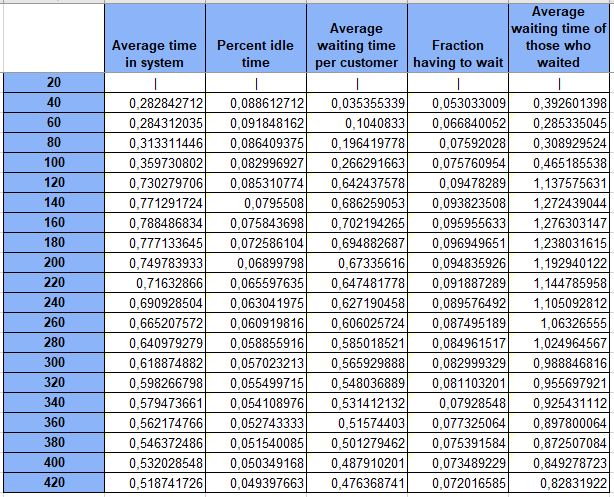 Average time in system Percent idle time Average waiting time per customer Fraction having to wait Average waiting time of those who waited
20 | | | | |
40 0,282842712 0,088612712 0,035355339 0,053033009 0,392601398
60 0,284312035 0,091848162 0,1040833 0,066840052 0,285335045
80 0,313311446 0,086409375 0,196419778 0,07592028 0,308929524
100 0,359730802 0,082996927 0,266291663 0,075760954 0,465185538
120 0,730279706 0,085310774 0,642437578 0,09478289 1,137575631
140 0,771291724 0,0795508 0,686259053 0,093823508 1,272439044
160 0,788486834 0,075843698 0,702194265 0,095955633 1,276303147
180 0,777133645 0,072586104 0,694882687 0,096949651 1,238031615
200 0,749783933 0,06899798 0,67335616 0,094835926 1,192940122
220 0,71632866 0,065597635 0,647481778 0,091887289 1,144785958
240 0,690928504 0,063041975 0,627190458 0,089576492 1,105092812
260 0,665207572 0,060919816 0,606025724 0,087495189 1,06326555
280 0,640979279 0,058855916 0,585018521 0,084961517 1,024964567
300 0,618874882 0,057023213 0,565929888 0,082999329 0,988846816
320 0,598266798 0,055499715 0,548036889 0,081103201 0,955697921
340 0,579473661 0,054108976 0,531412132 0,07928548 0,925431112
360 0,562174766 0,052743333 0,51574403 0,077325064 0,897800064
380 0,546372486 0,051540085 0,501279462 0,075391584 0,872507084
400 0,532028548 0,050349168 0,487910201 0,073489229 0,849278723
420 0,518741726 0,049397663 0,476368741 0,072016585 0,82831922